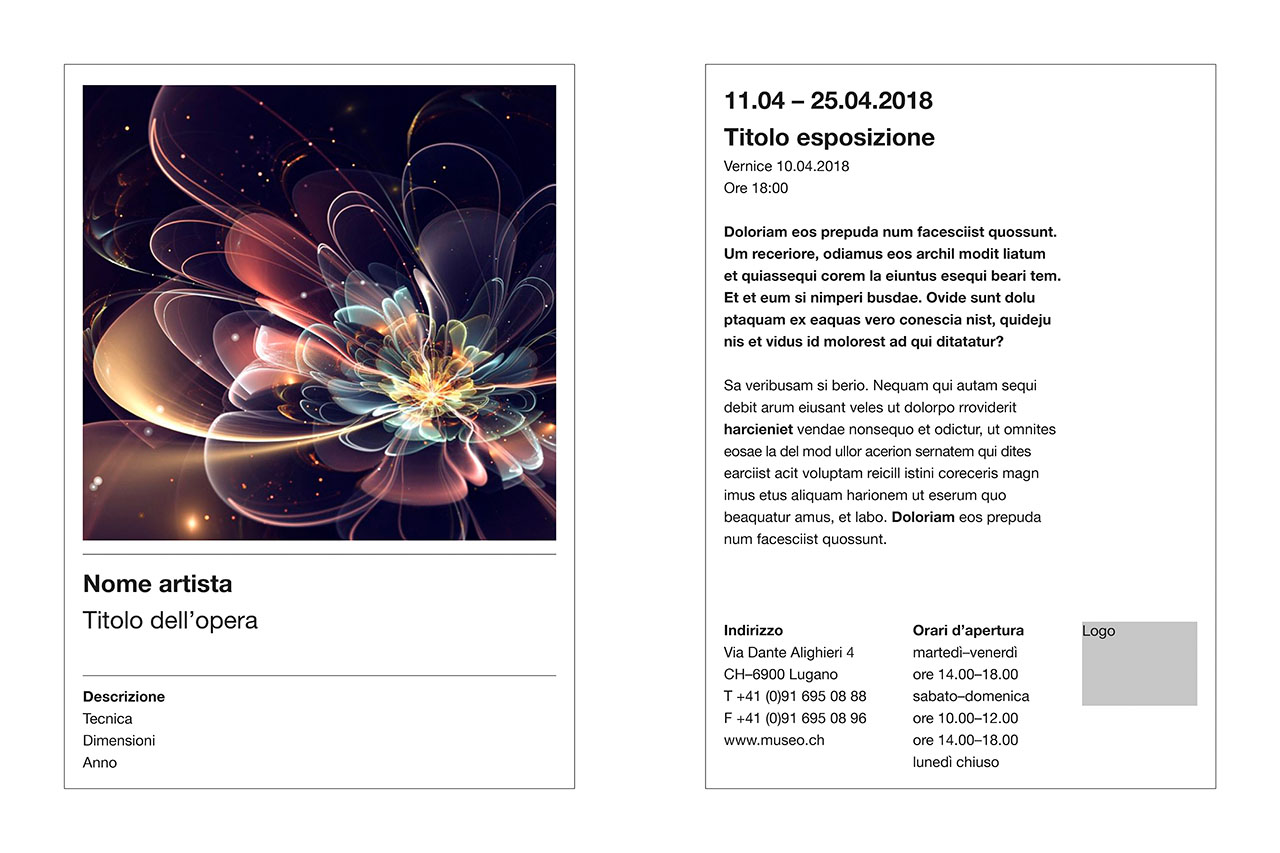 Nome artista
Titolo dell’opera
Descrizione
Tecnica
Dimensioni
Anno
11.04 – 25.04.2018
Titolo esposizione
Vernice 10.04.2018
Ore 18:00
Doloriam eos prepuda num facesciist quossunt.
Um receriore, odiamus eos archil modit liatum
et quiassequi corem la eiuntus esequi beari tem.
Et et eum si nimperi busdae. Ovide sunt dolu
ptaquam ex eaquas vero conescia nist, quideju
nis et vidus id molorest ad qui ditatatur?
Sa veribusam si berio. Nequam qui autam sequi
debit arum eiusant veles ut dolorpo rroviderit
harcieniet vendae nonsequo et odictur, ut omnites
eosae la del mod ullor acerion sernatem qui dites
earciist acit voluptam reicill istini coreceris magn
imus etus aliquam harionem ut eserum quo
beaquatur amus, et labo. Doloriam eos prepuda
num facesciist quossunt.
Indirizzo
Via Dante Alighieri 4
CH–6900 Lugano
T +41 (0)91 695 08 88
F +41 (0)91 695 08 96
www.museo.ch
Orari d’apertura
martedì–venerdì
ore 14.00–18.00
sabato–domenica
ore 10.00–12.00
ore 14.00–18.00
lunedì chiuso
Logo